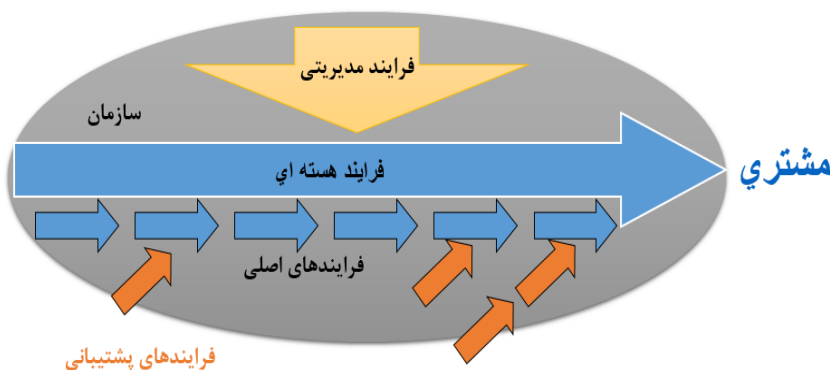 فرایند مدیریتی
سازمان
فرایند هسته اي
مشتري
فرایندهای اصلی
فرایندهای پشتیبانی